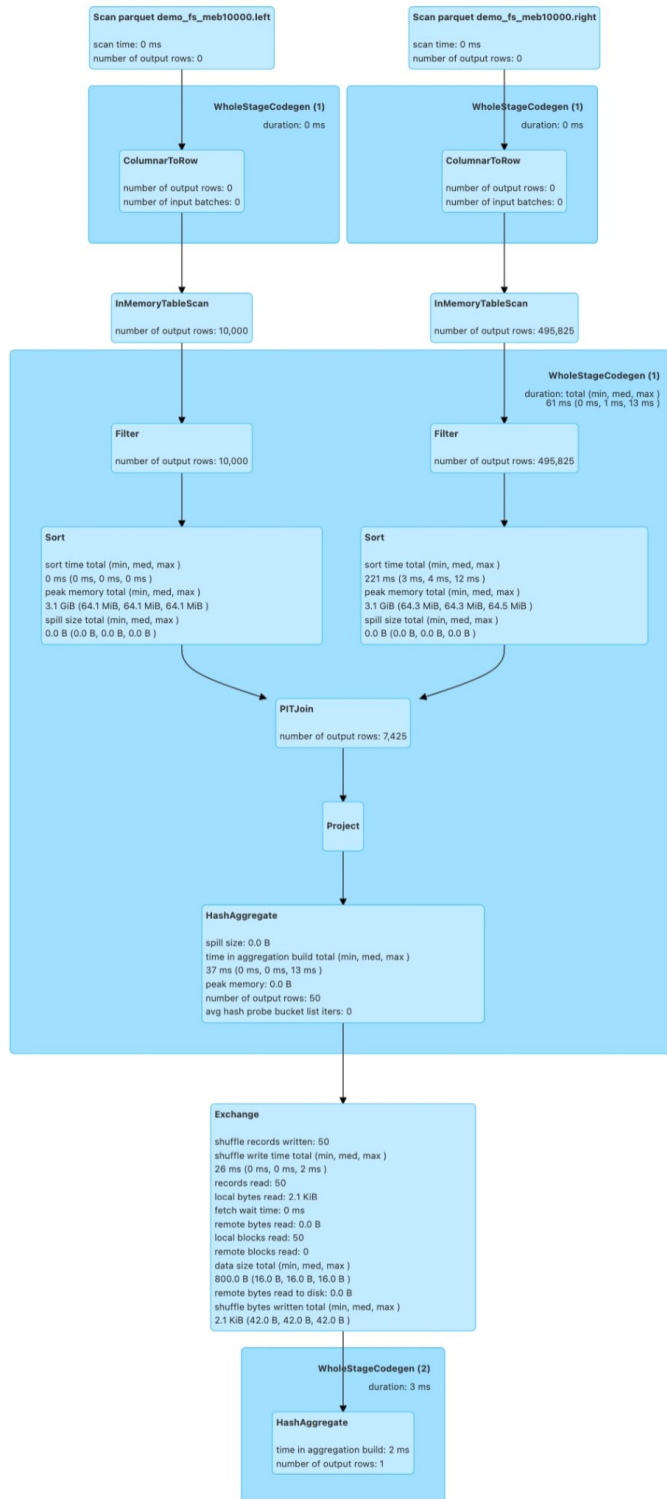 Scan parquet demo_fs_meb10000.left
scan time: 0 ms
number of output rows: 0
Scan parquet demo_fs_meb10000.right
scan time: 0 ms
number of output rows: 0
WholeStageCodegen (1)
duration: 0 ms
WholeStageCodegen (1)
duration: 0 ms
ColumnarToRow
number of output rows: 0
number of input batches: 0
ColumnarToRow
number of output rows: 0
number of input batches: 0
InMemoryTableScan
number of output rows: 10,000
InMemoryTableScan
number of output rows: 495,825
WholeStageCodegen (1)
duration: total (min, med, max )
61 ms (0 ms, 1 ms, 13 ms )
Filter
number of output rows: 10,000
Filter
number of output rows: 495,825
Sort
sort time total (min, med, max )
0 ms (0 ms, 0 ms, 0 ms )
peak memory total (min, med, max )
3.1 GiB (64.1 MiB, 64.1 MiB, 64.1 MiB )
spill size total (min, med, max )
0.0 B (0.0 B, 0.0 B, 0.0 B )
Sort
sort time total (min, med, max )
221 ms (3 ms, 4 ms, 12 ms )
peak memory total (min, med, max )
3.1 GiB (64.3 MiB, 64.3 MiB, 64.5 MiB )
spill size total (min, med, max )
0.0 B (0.0 B, 0.0 B, 0.0 B )
PITJoin
number of output rows: 7,425
Project
HashAggregate
spill size: 0.0 B
time in aggregation build total (min, med, max )
37 ms (0 ms, 0 ms, 13 ms )
peak memory: 0.0 B
number of output rows: 50
avg hash probe bucket list iters: 0
Exchange
shuffle records written: 50
shuffle write time total (min, med, max )
26 ms (0 ms, 0 ms, 2 ms )
records read: 50
local bytes read: 2.1 KiB
fetch wait time: 0 ms
remote bytes read: 0.0 B
local blocks read: 50
remote blocks read: 0
data size total (min, med, max )
800.0 B (16.0 B, 16.0 B, 16.0 B )
remote bytes read to disk: 0.0 B
shuffle bytes written total (min, med, max )
2.1 KiB (42.0 B, 42.0 B, 42.0 B )
WholeStageCodegen (2)
duration: 3 ms
HashAggregate
time in aggregation build: 2 ms
number of output rows: 1